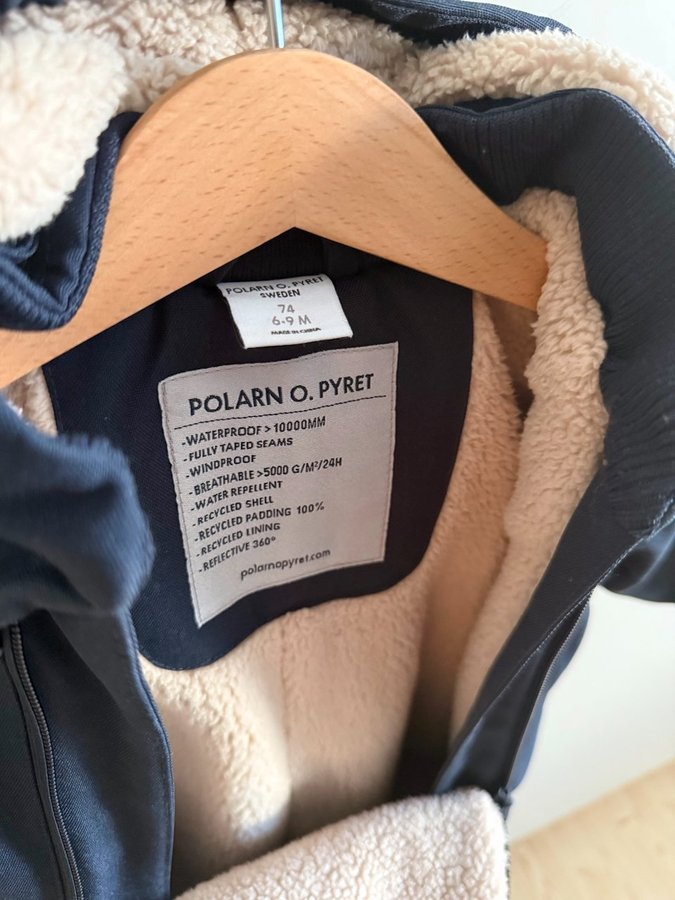 POLARN O. PYRET
SWEDEN
74
6-9 M
MADE IN CHINA
POLARN O. PYRET
-WATERPROOF > 10000MM
-FULLY TAPED SEAMS
-WINDPROOF
-BREATHABLE >5000 G/M²/24H
-WATER REPELLENT
-RECYCLED SHELL
-RECYCLED PADDING 100%
-RECYCLED LINING
-REFLECTIVE 360°
polarnopyret.com